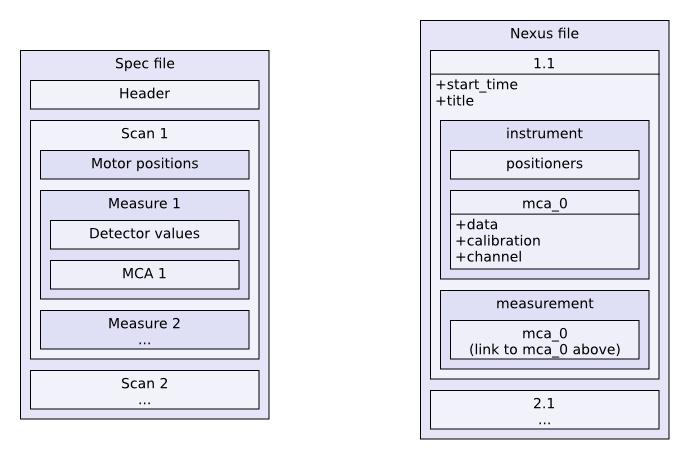 Spec file
Header
Scan 1
Motor positions
Measure 1
Detector values
MCA 1
Measure 2
...
Scan 2
...
Nexus file
1.1
+start_time
+title
instrument
positioners
mca_0
+data
+calibration
+channel
measurement
mca_0
(link to mca_0 above)
2.1
...